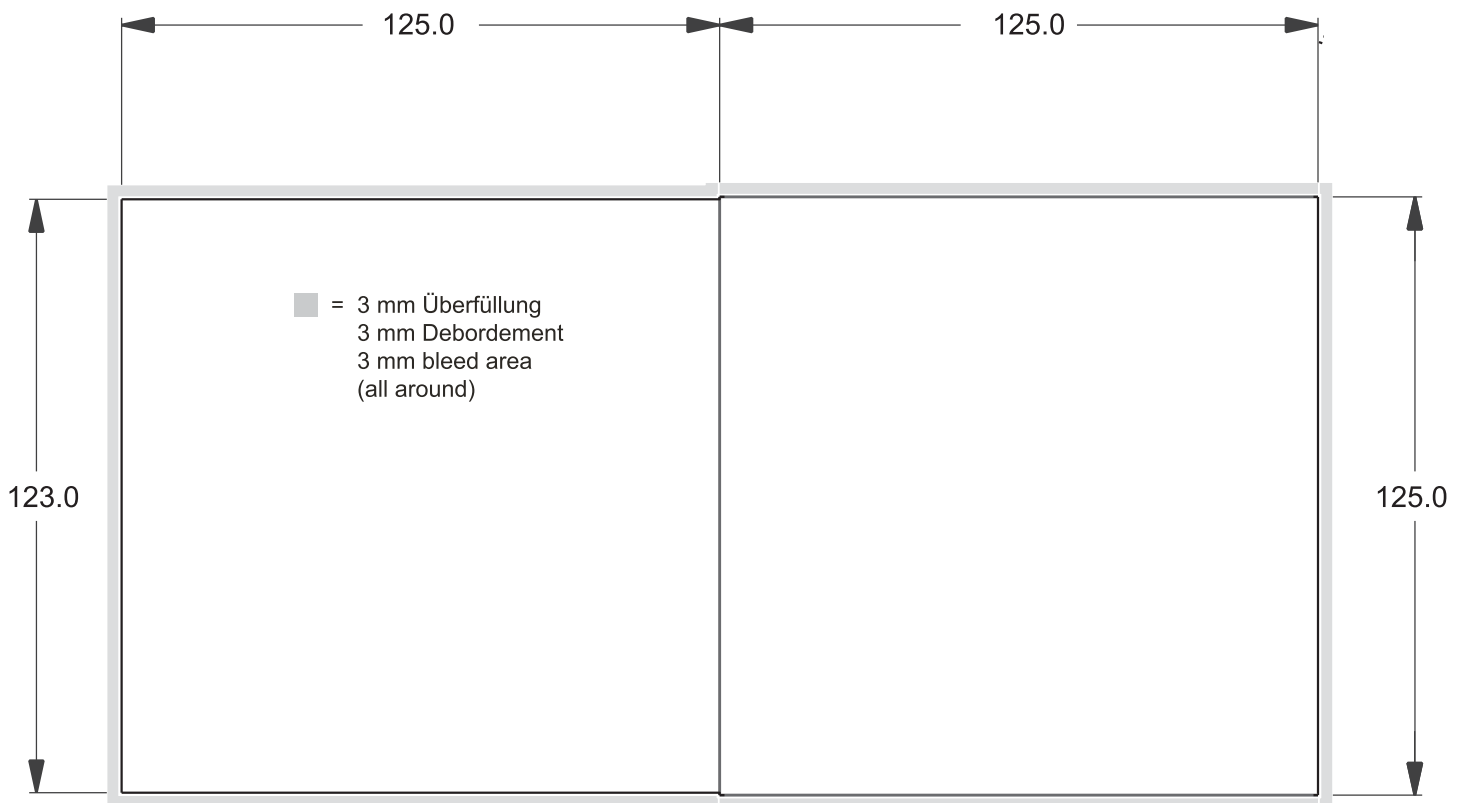 125.0 125.0
= 3 mm Überfüllung
3 mm Debordement
3 mm bleed area
(all around)
123.0 125.0